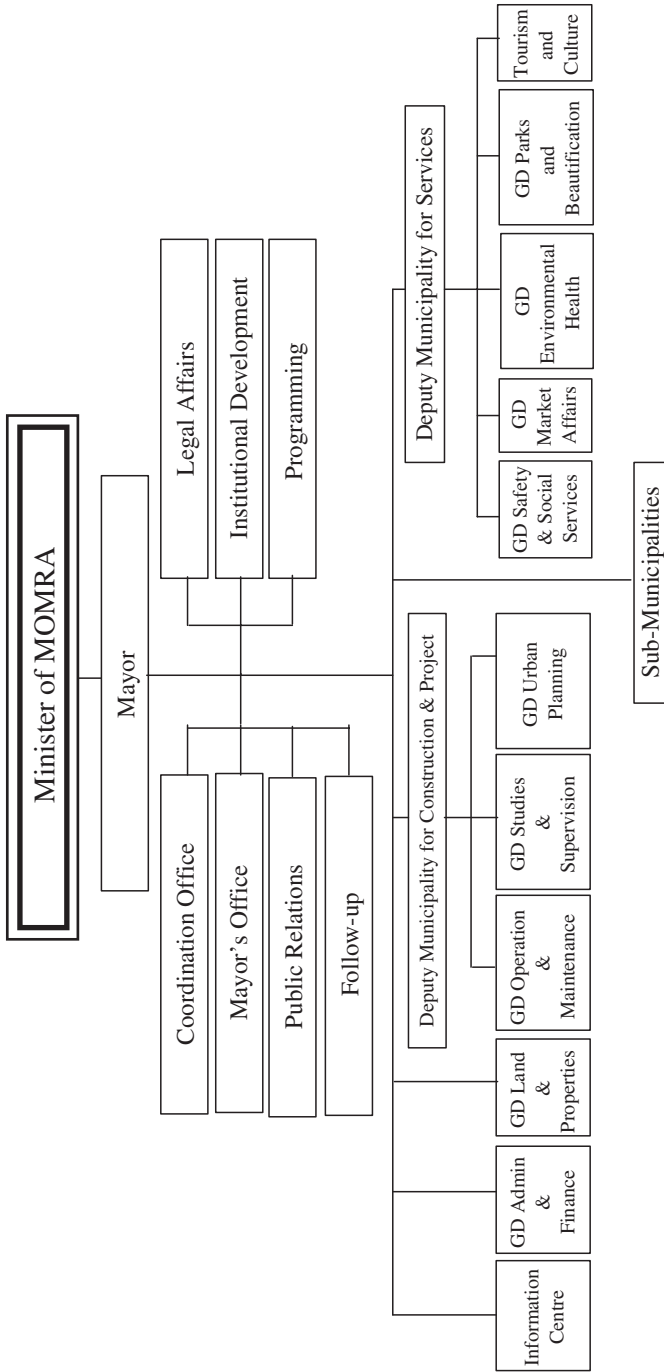 Minister of MOMRA
Mayor
Coordination Office
Mayor's Office
Public Relations
Follow-up
Legal Affairs
Institutional Development
Programming
Deputy Municipality for Construction & Project
Deputy Municipality for Services
Information
Centre
GD Admin
&
Finance
GD Land
&
Properties
GD Operation
&
Maintenance
GD Studies
&
Supervision
GD Urban
Planning
GD Safety
& Social
Services
GD
Market
Affairs
GD
Environmental
Health
GD Parks
and
Beautification
Tourism
and
Culture
Sub-Municipalities